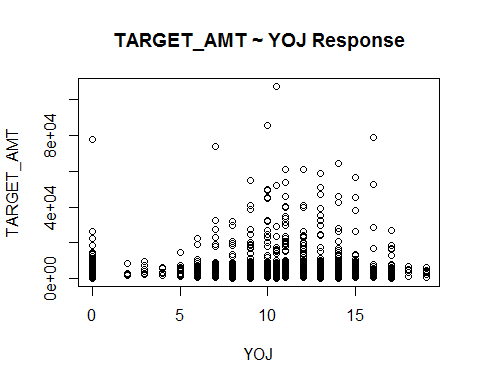 TARGET_AMT ~ YOJ Response
TARGET_AMT
8e+04
4e+04
0e+00
0 5 10 15
YOJ